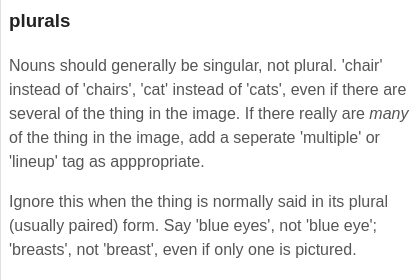 plurals
Nouns should generally be singular, not plural. 'chair'
instead of 'chairs', 'cat' instead of 'cats', even if there are
several of the thing in the image. If there really are many
of the thing in the image, add a seperate 'multiple' or
'lineup' tag as apppropriate.
Ignore this when the thing is normally said in its plural
(usually paired) form. Say 'blue eyes', not 'blue eye';
'breasts', not 'breast', even if only one is pictured.